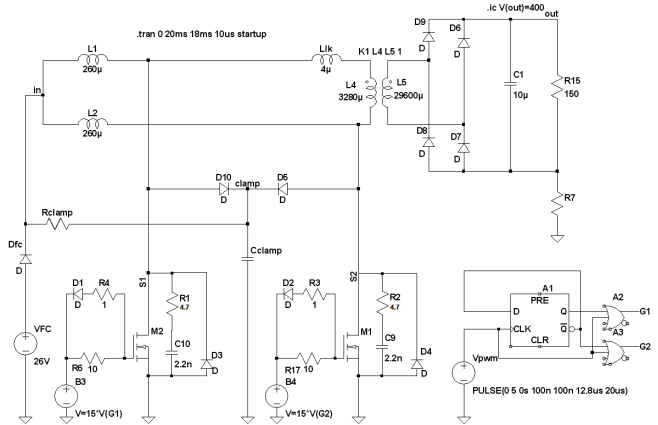 .tran 0 20ms 18ms 10us startup
.ic V(out)=400
out
L1
260µ
Llk
4µ
K1 L4 L5 1
D9
D
D6
D
L4
3280µ
L5
29600µ
C1
10µ
R15
150
in
L2
260µ
D8
D
D7
D
D10
D
clamp
D5
D
R7
Rclamp
Cclamp
Dfc
D
S1
S2
D1
D
R4
1
R1
4.7
M2
C10
2.2n
D3
D
R6
10
B3
V=15*V(G1)
VFC
26V
D2
D
R3
1
R2
4.7
M1
C9
2.2n
D4
D
R17
10
B4
V=15*V(G2)
A1
PRE
D
Q
CLK
Q
CLR
A2
G1
A3
G2
Vpwm
PULSE(0 5 0s 100n 100n 12.8us 20us)